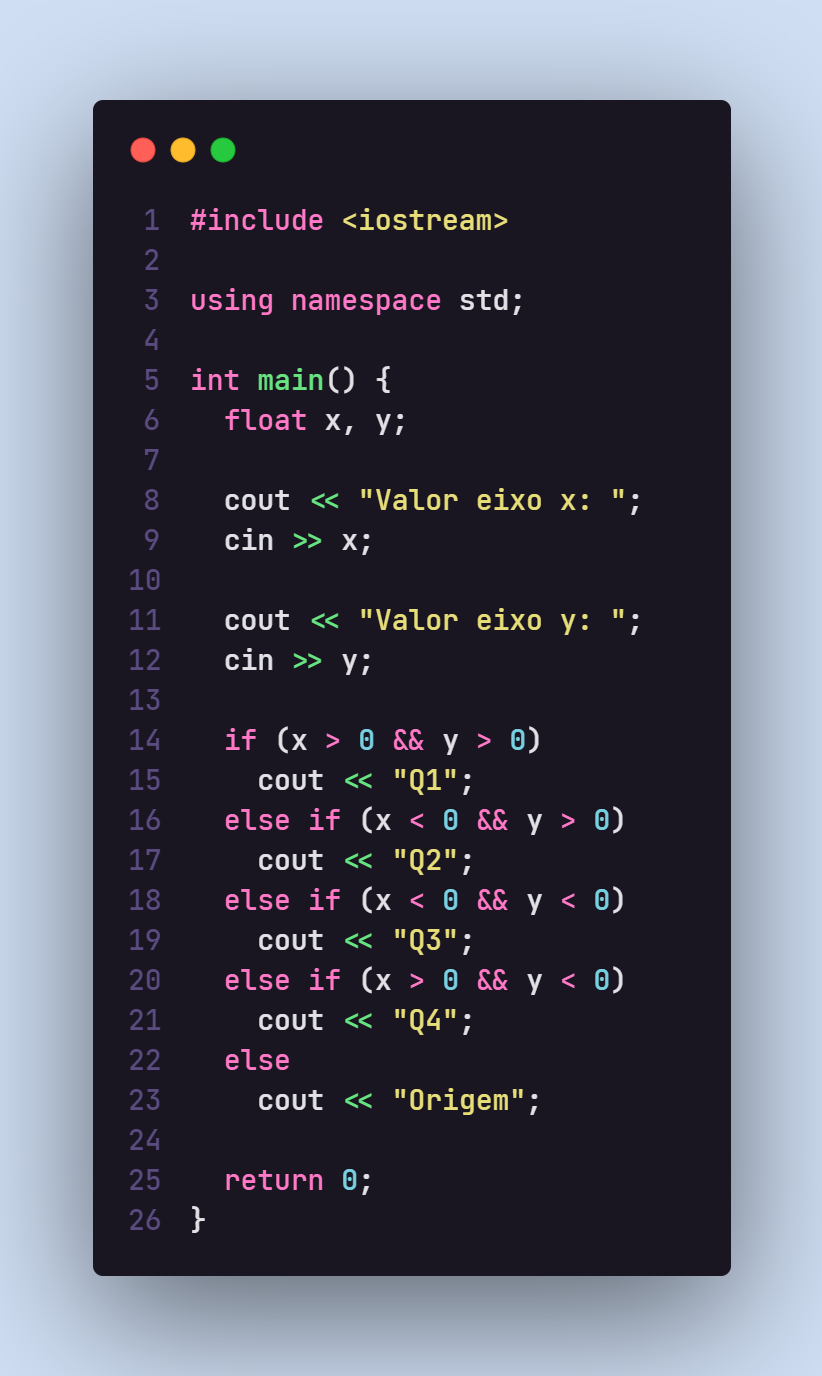 1 #include <iostream>
2
3 using namespace std;
4
5 int main() {
6   float x, y;
7
8   cout << "Valor eixo x: ";
9   cin >> x;
10
11   cout << "Valor eixo y: ";
12   cin >> y;
13
14   if (x > 0 && y > 0)
15     cout << "Q1";
16   else if (x < 0 && y > 0)
17     cout << "Q2";
18   else if (x < 0 && y < 0)
19     cout << "Q3";
20   else if (x > 0 && y < 0)
21     cout << "Q4";
22   else
23     cout << "Origem";
24
25   return 0;
26 }